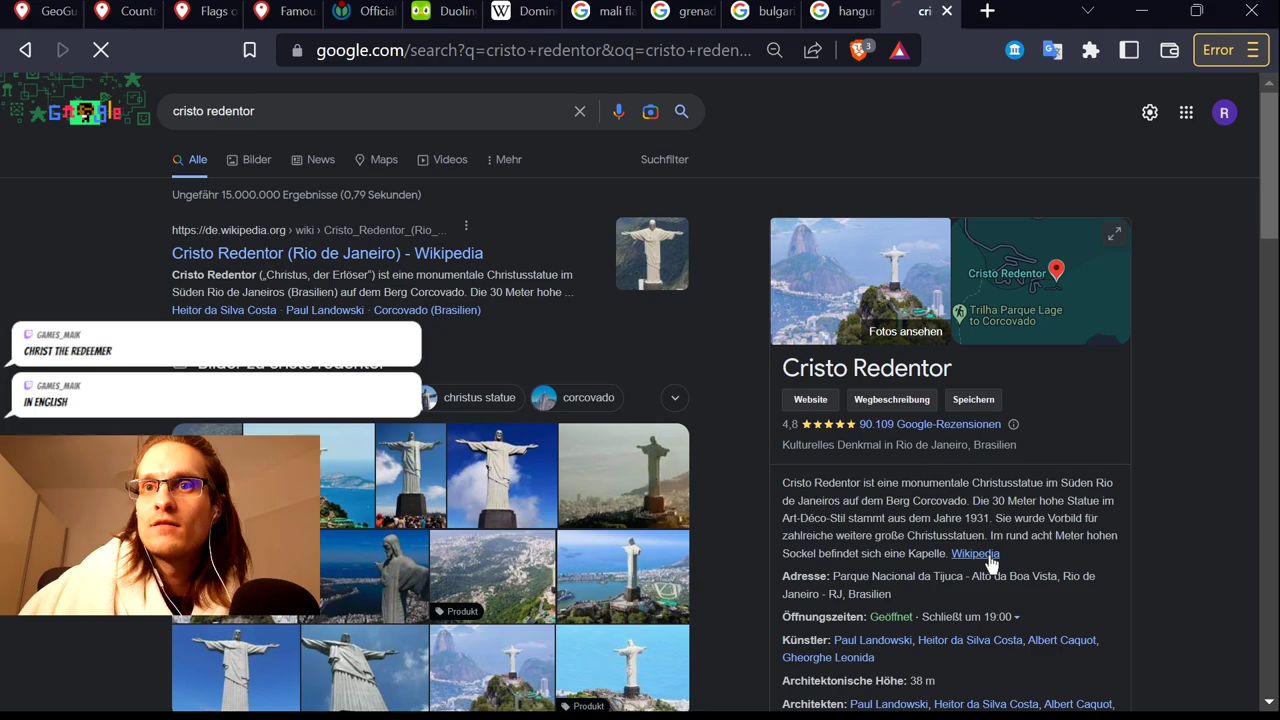 GeoGu
Countr
Flags o
Famou
Official
Duolin
Domin
mali fla
grenad
bulgari
hangur
cri
google.com/search?q=cristo+redentor&oq=cristo+reden...
3
Error
cristo redentor
R
Alle
Bilder
News
Maps
Videos
Mehr
Suchfilter
Ungefähr 15.000.000 Ergebnisse (0,79 Sekunden)
https://de.wikipedia.org › wiki › Cristo_Redentor_(Rio_...
Cristo Redentor (Rio de Janeiro) - Wikipedia
Cristo Redentor („Christus, der Erlöser“) ist eine monumentale Christusstatue im
Süden Rio de Janeiros (Brasilien) auf dem Berg Corcovado. Die 30 Meter hohe ...
Heitor da Silva Costa · Paul Landowski · Corcovado (Brasilien)
GAMES_MAIK
CHRIST THE REDEEMER
Bilder zu cristo redentor
GAMES_MAIK
IN ENGLISH
christus statue
corcovado
Produkt
Produkt
Cristo Redentor
Trilha Parque Lage
to Corcovado
Fotos ansehen
Cristo Redentor
Website
Wegbeschreibung
Speichern
4,8 ★★★★★ 90.109 Google-Rezensionen
Kulturelles Denkmal in Rio de Janeiro, Brasilien
Cristo Redentor ist eine monumentale Christusstatue im Süden Rio
de Janeiros auf dem Berg Corcovado. Die 30 Meter hohe Statue im
Art-Déco-Stil stammt aus dem Jahre 1931. Sie wurde Vorbild für
zahlreiche weitere große Christusstatuen. Im rund acht Meter hohen
Sockel befindet sich eine Kapelle. Wikipedia
Adresse: Parque Nacional da Tijuca - Alto da Boa Vista, Rio de
Janeiro - RJ, Brasilien
Öffnungszeiten: Geöffnet · Schließt um 19:00
Künstler: Paul Landowski, Heitor da Silva Costa, Albert Caquot,
Gheorghe Leonida
Architektonische Höhe: 38 m
Architekten: Paul Landowski, Heitor da Silva Costa, Albert Caquot,